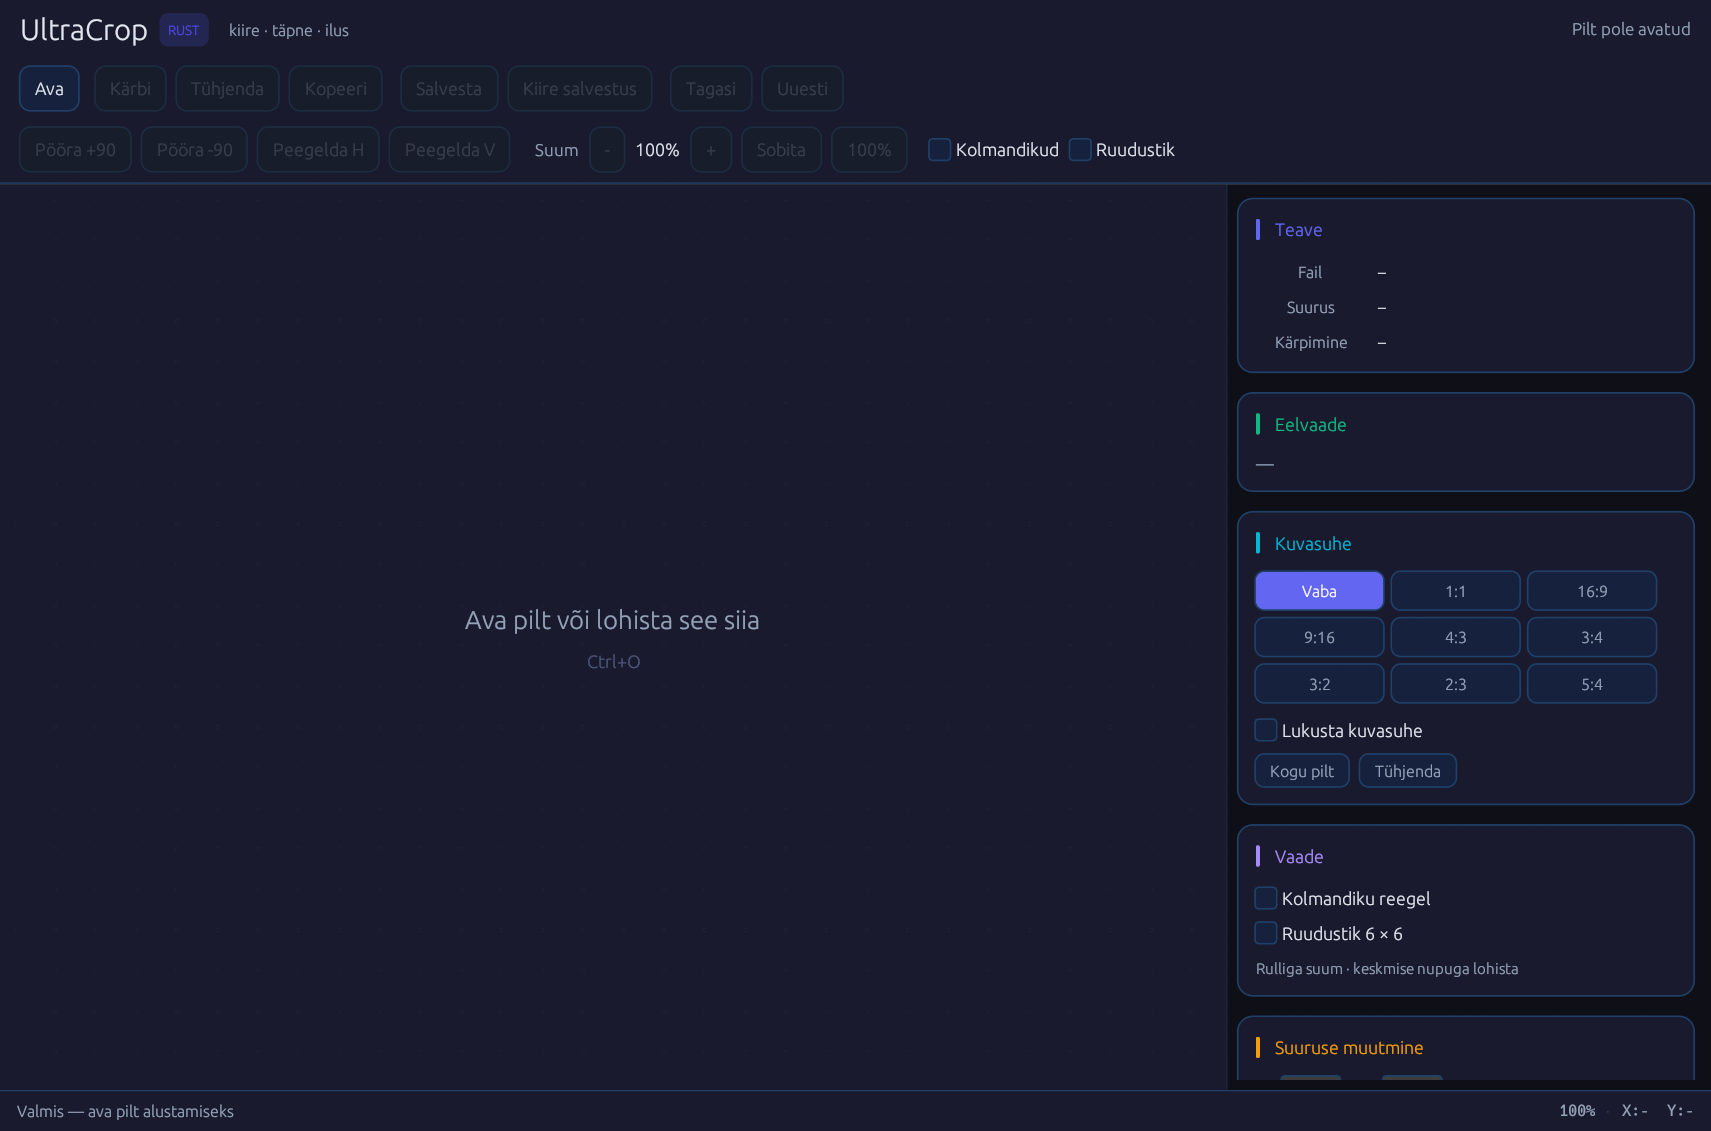 UltraCrop RUST kiire · täpne · ilus Pilt pole avatud
Ava Kärbi Tühjenda Kopeeri Salvesta Kiire salvestus Tagasi Uuesti
Pööra +90 Pööra -90 Peegelda H Peegelda V Suum - 100% + Sobita 100% Kolmandikud Ruudustik
Ava pilt või lohista see siia
Ctrl+O
Teave
Fail –
Suurus –
Kärpimine –
Eelvaade
—
Kuvasuhe
Vaba 1:1 16:9
9:16 4:3 3:4
3:2 2:3 5:4
Lukusta kuvasuhe
Kogu pilt Tühjenda
Vaade
Kolmandiku reegel
Ruudustik 6 × 6
Rulliga suum · keskmise nupuga lohista
Suuruse muutmine
Valmis — ava pilt alustamiseks 100% · X:- Y:-